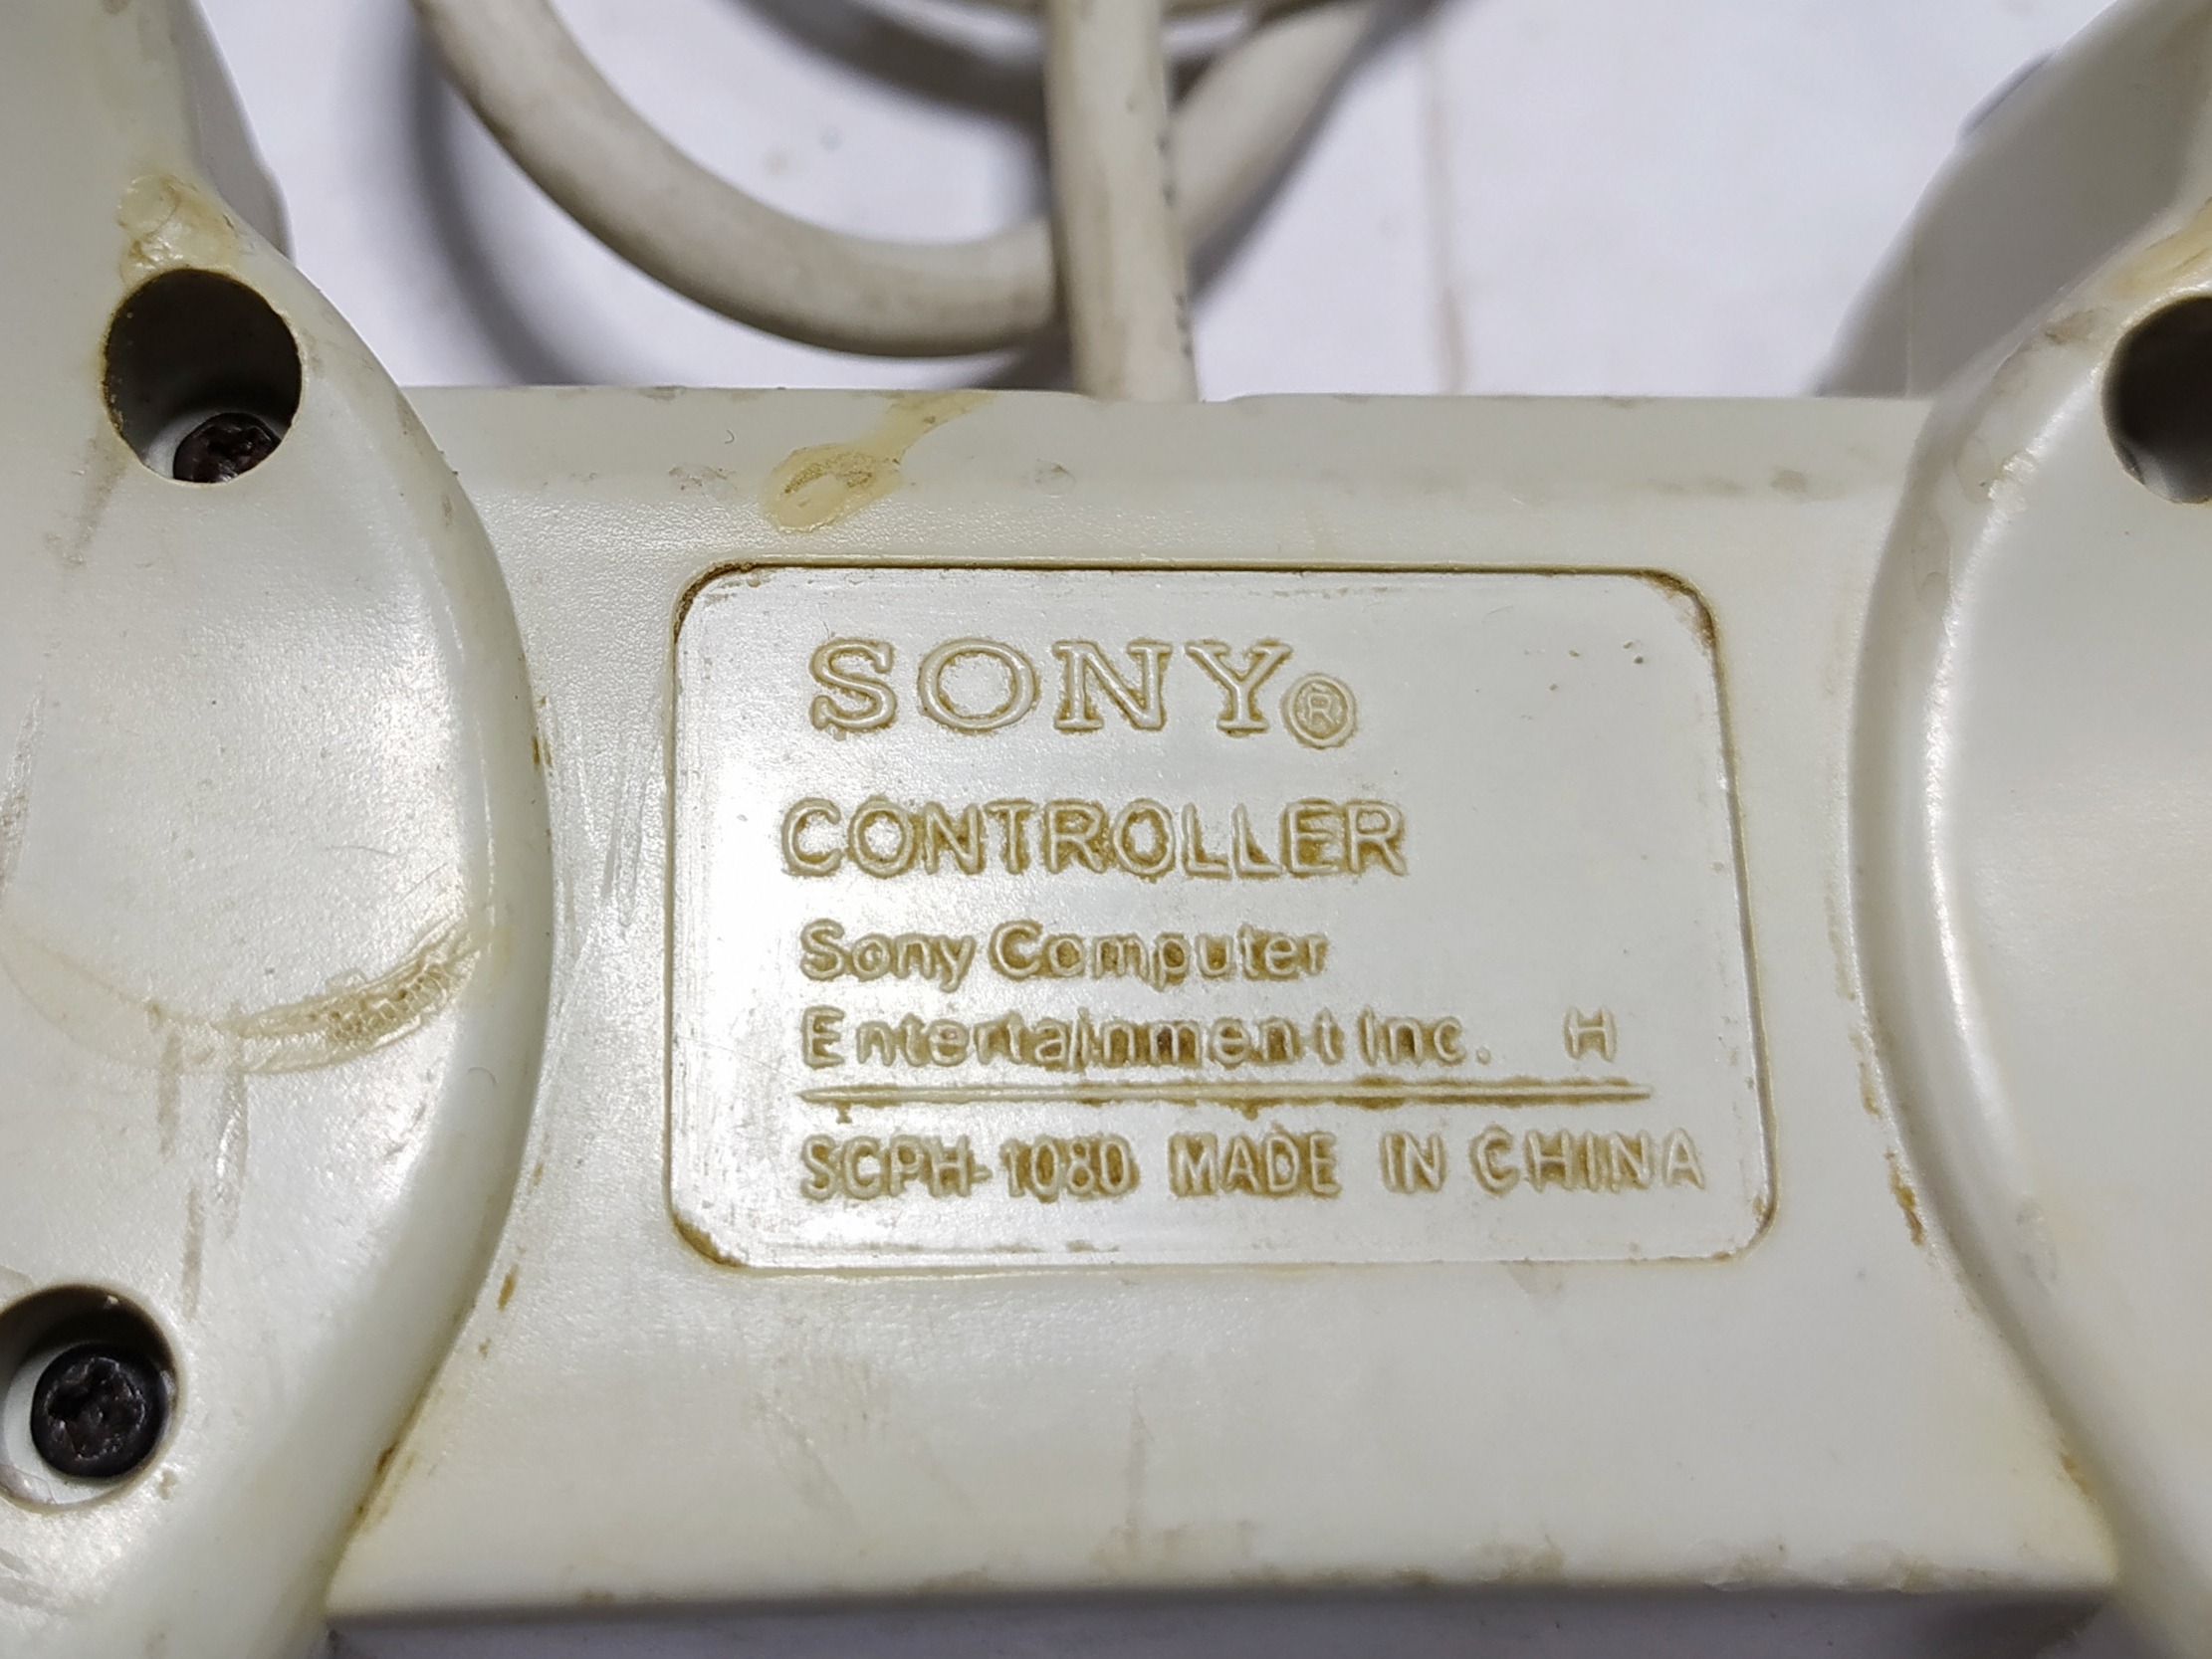 SONY®
CONTROLLER
Sony Computer
Entertainment Inc. H
SCPH-1080 MADE IN CHINA